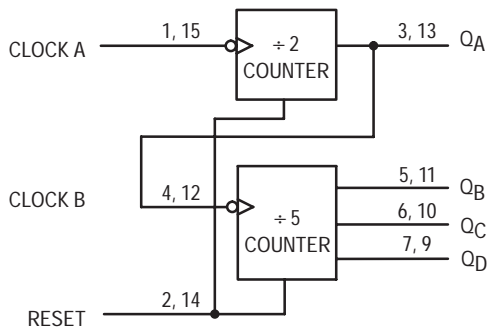 CLOCK A
1, 15
÷ 2
COUNTER
3, 13
QA
CLOCK B
4, 12
÷ 5
COUNTER
5, 11
QB
6, 10
QC
7, 9
QD
RESET
2, 14